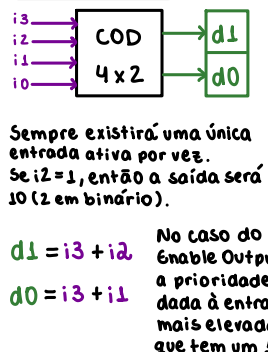 i3
i2
i1
i0
COD
4x2
d1
d0
Sempre existirá uma única
entrada ativa por vez.
Se i2=1, então a saída será
10 (2 em binário).
d1 = i3 + i2
d0 = i3 + i1
No caso do
Enable Outpu
a prioridade
dada à entra
mais elevada
que tem um